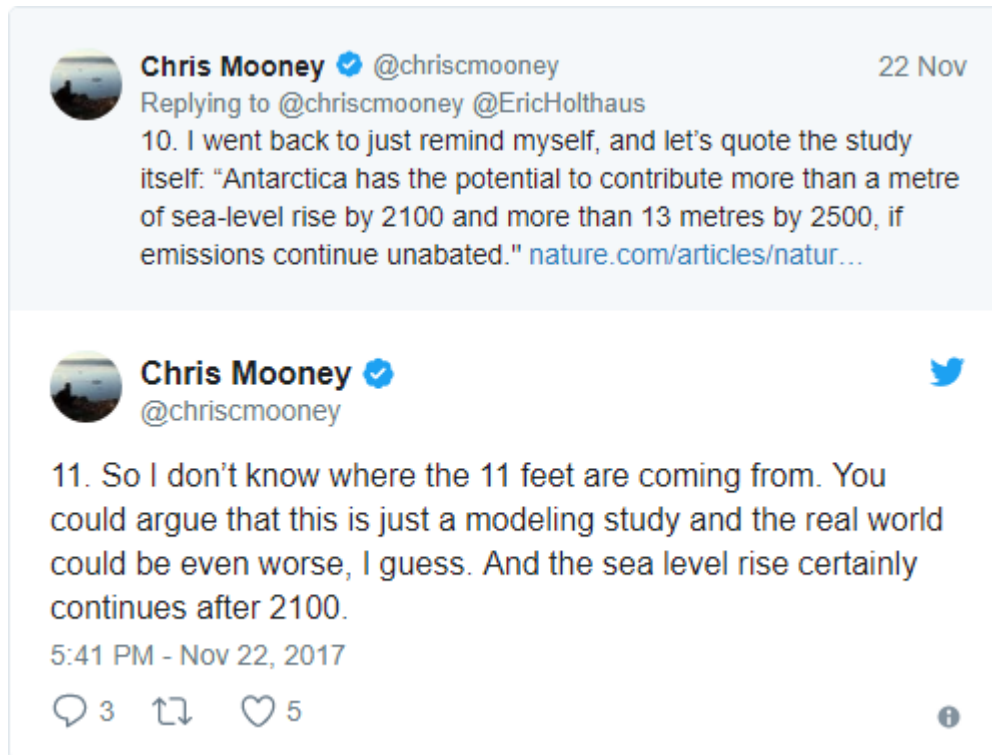 Chris Mooney @chriscmooney 22 Nov
Replying to @chriscmooney @EricHolthaus
10. I went back to just remind myself, and let’s quote the study
itself: “Antarctica has the potential to contribute more than a metre
of sea-level rise by 2100 and more than 13 metres by 2500, if
emissions continue unabated." nature.com/articles/natur…
Chris Mooney
@chriscmooney
11. So I don’t know where the 11 feet are coming from. You
could argue that this is just a modeling study and the real world
could be even worse, I guess. And the sea level rise certainly
continues after 2100.
5:41 PM - Nov 22, 2017
3 5